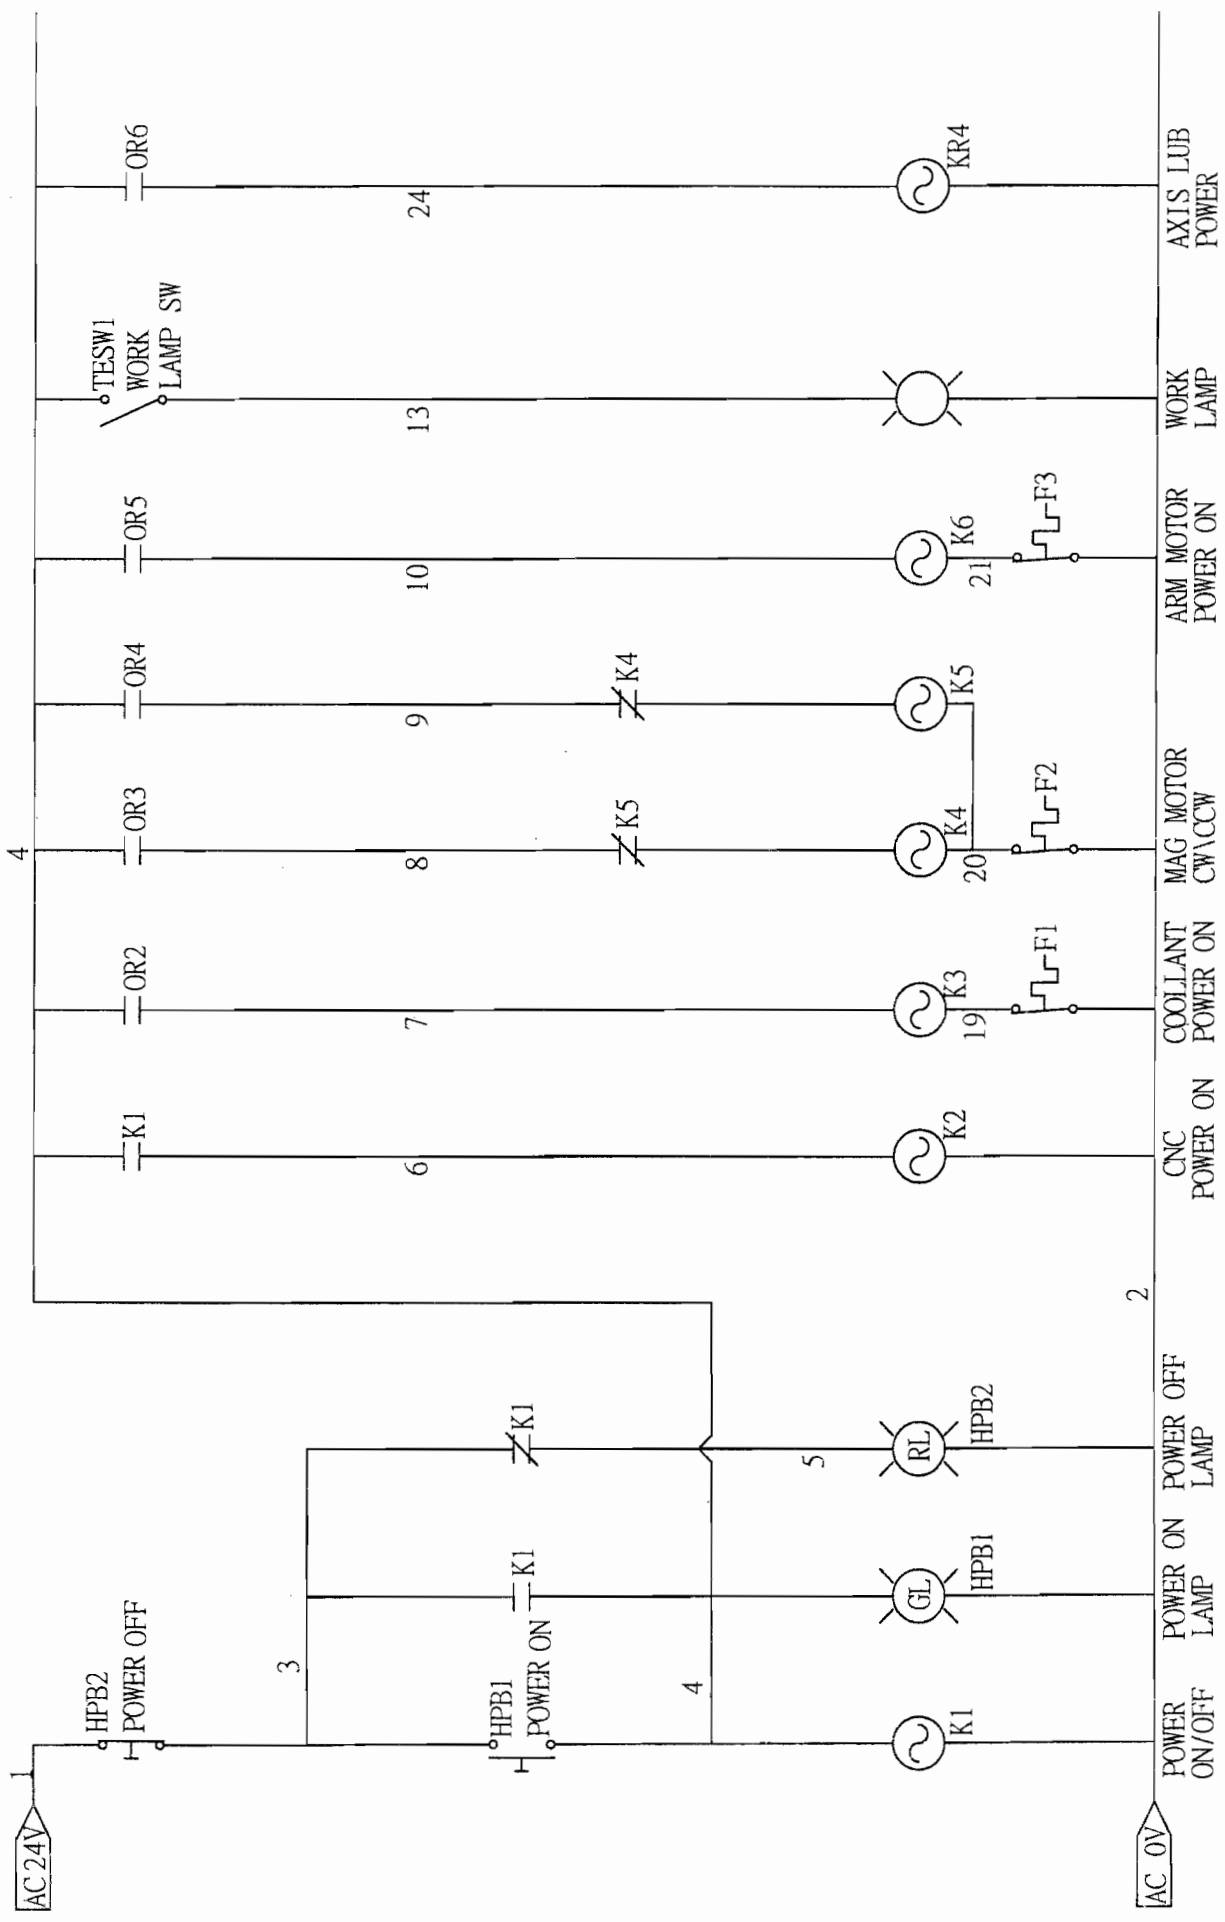 AC24V
1
HPB2
POWER OFF
3
HPB1
POWER ON
4
K1
POWER
ON/OFF
K1
GL
HPB1
POWER ON
LAMP
K1
5
RL
HPB2
POWER OFF
LAMP
AC 0V
2
4
K1
6
K2
CNC
POWER ON
OR2
7
K3
19
F1
COOLLANT
POWER ON
OR3
8
K5
K4
20
F2
MAG MOTOR
CW\CCW
OR4
9
K4
K5
OR5
10
K6
21
F3
ARM MOTOR
POWER ON
TESW1
WORK
LAMP SW
13
WORK
LAMP
OR6
24
KR4
AXIS LUB
POWER